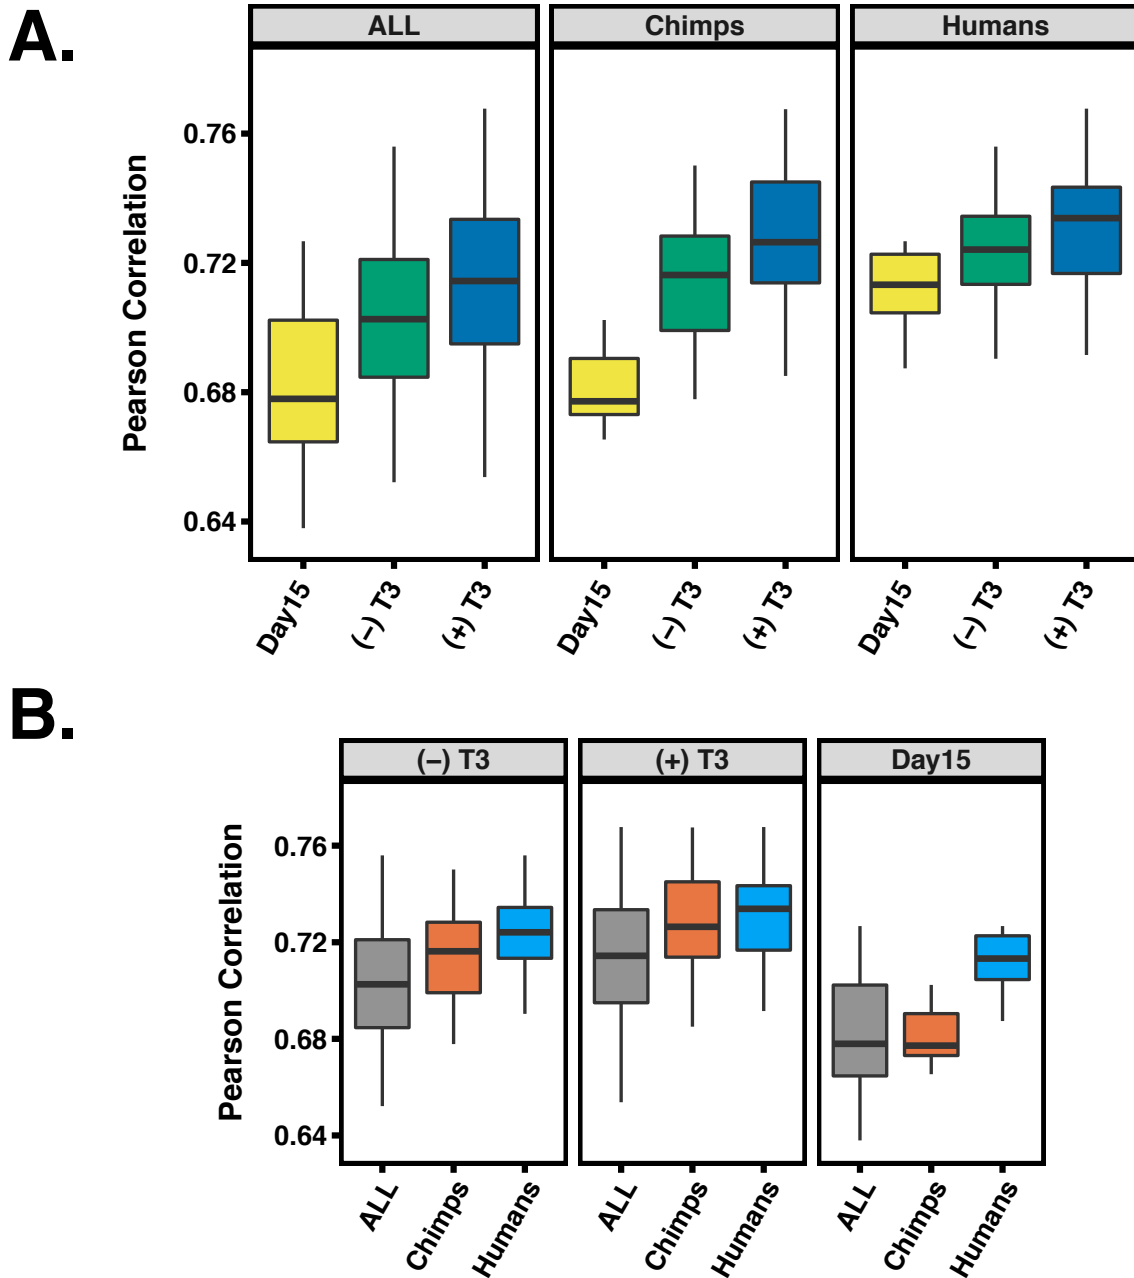 A.
ALL Chimps Humans
Pearson Correlation
0.76
0.72
0.68
0.64
Day15 (−) T3 (+) T3 Day15 (−) T3 (+) T3 Day15 (−) T3 (+) T3
B.
(−) T3 (+) T3 Day15
Pearson Correlation
0.76
0.72
0.68
0.64
ALL Chimps Humans ALL Chimps Humans ALL Chimps Humans